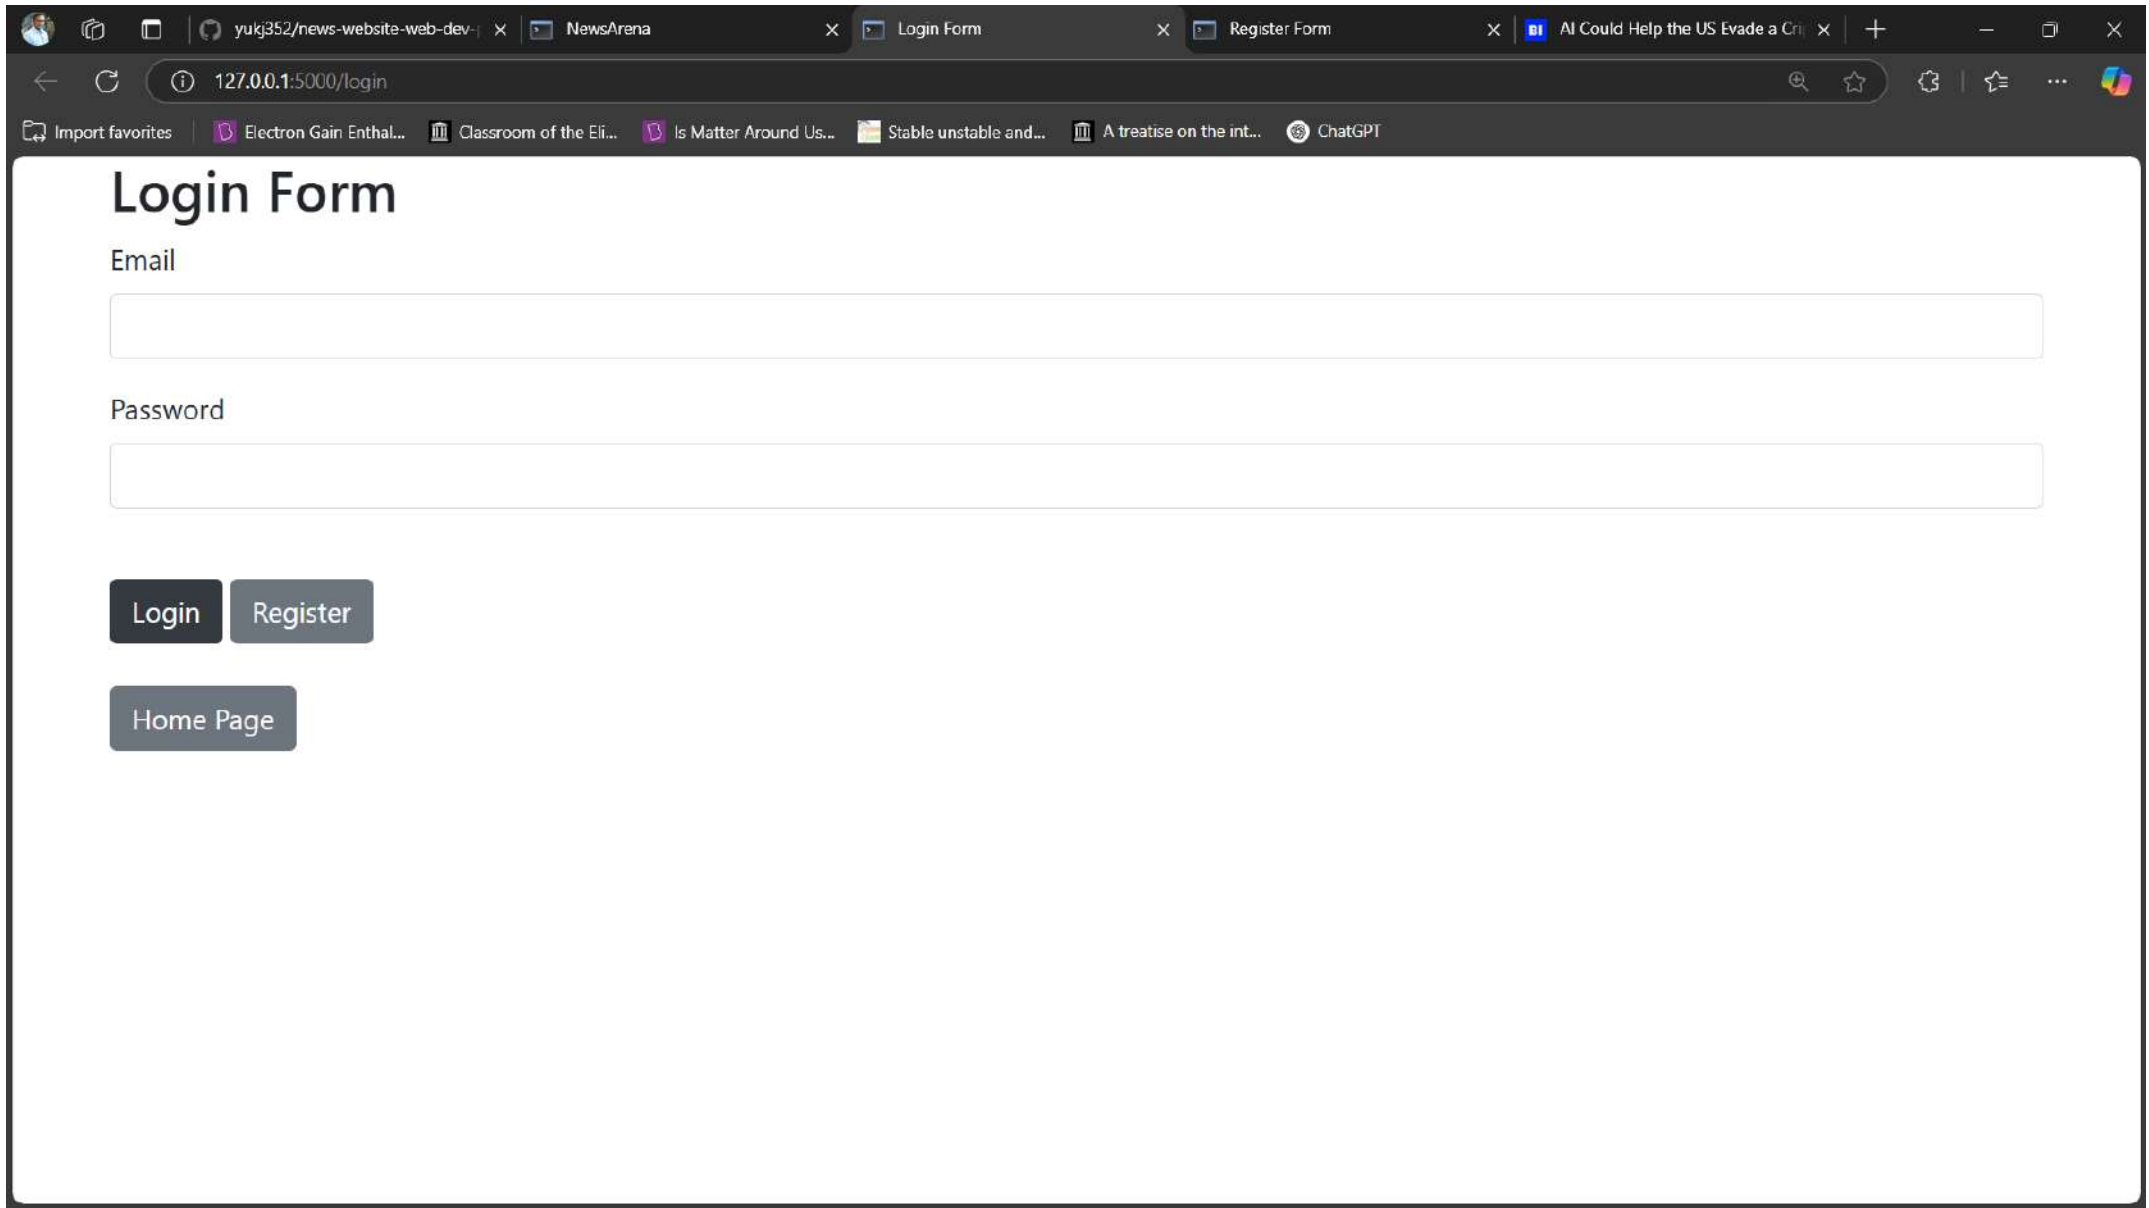 yukj352/news-website-web-dev-p
NewsArena
Login Form
Register Form
BI AI Could Help the US Evade a Cri
127.0.0.1:5000/login
Import favorites
Electron Gain Enthal...
Classroom of the Eli...
Is Matter Around Us...
Stable unstable and...
A treatise on the int...
ChatGPT
Login Form
Email
Password
Login
Register
Home Page